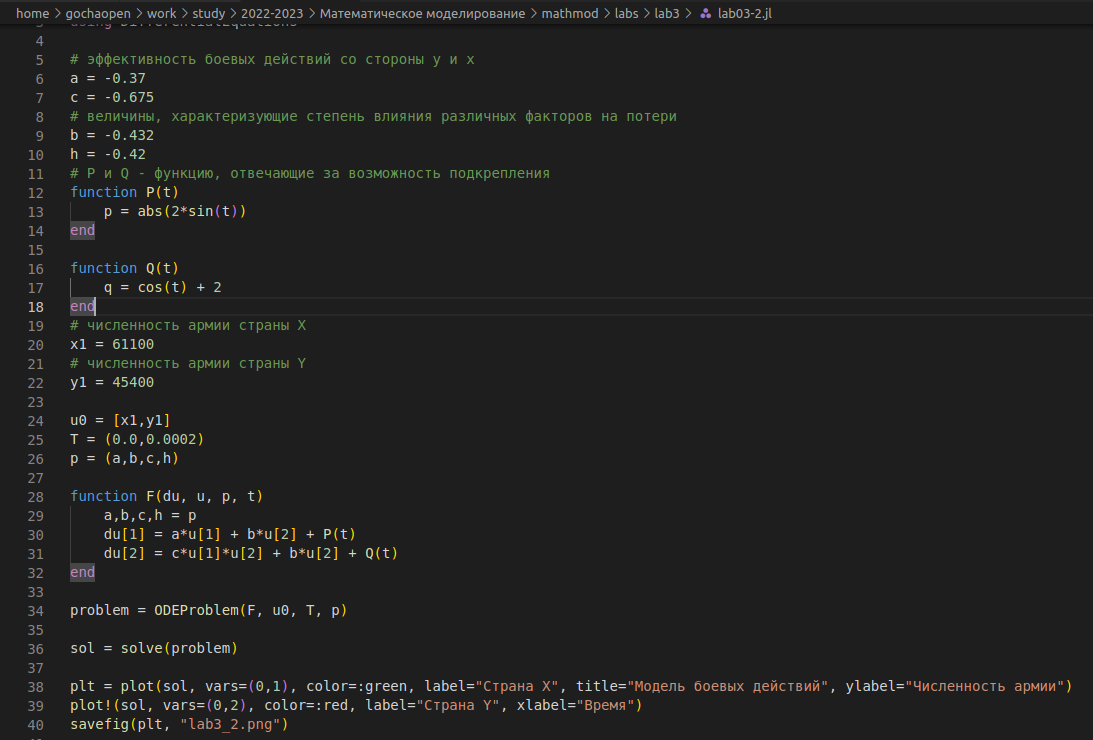 home > gochaopen > work > study > 2022-2023 > Математическое моделирование > mathmod > labs > lab3 > lab03-2.jl
4
5 # эффективность боевых действий со стороны y и x
6 a = -0.37
7 c = -0.675
8 # величины, характеризующие степень влияния различных факторов на потери
9 b = -0.432
10 h = -0.42
11 # P и Q - функцию, отвечающие за возможность подкрепления
12 function P(t)
13     p = abs(2*sin(t))
14 end
15
16 function Q(t)
17     q = cos(t) + 2
18 end
19 # численность армии страны X
20 x1 = 61100
21 # численность армии страны Y
22 y1 = 45400
23
24 u0 = [x1,y1]
25 T = (0.0,0.0002)
26 p = (a,b,c,h)
27
28 function F(du, u, p, t)
29     a,b,c,h = p
30     du[1] = a*u[1] + b*u[2] + P(t)
31     du[2] = c*u[1]*u[2] + b*u[2] + Q(t)
32 end
33
34 problem = ODEProblem(F, u0, T, p)
35
36 sol = solve(problem)
37
38 plt = plot(sol, vars=(0,1), color=:green, label="Страна X", title="Модель боевых действий", ylabel="Численность армии")
39 plot!(sol, vars=(0,2), color=:red, label="Страна Y", xlabel="Время")
40 savefig(plt, "lab3_2.png")